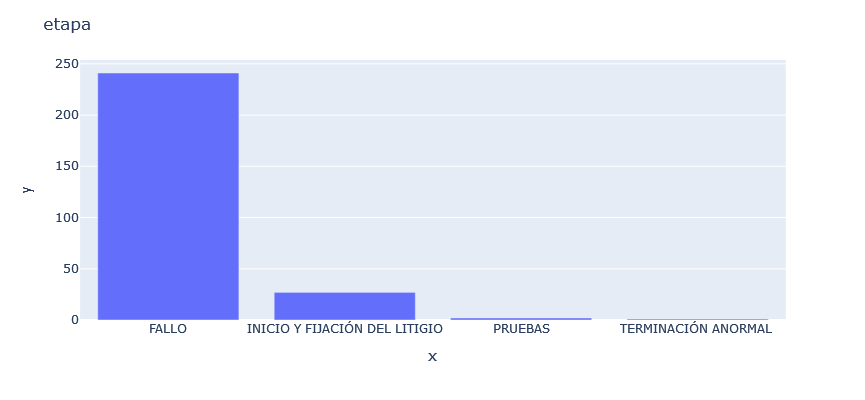 etapa
250
200
150
100
50
0
y
FALLO
INICIO Y FIJACIÓN DEL LITIGIO
PRUEBAS
TERMINACIÓN ANORMAL
x